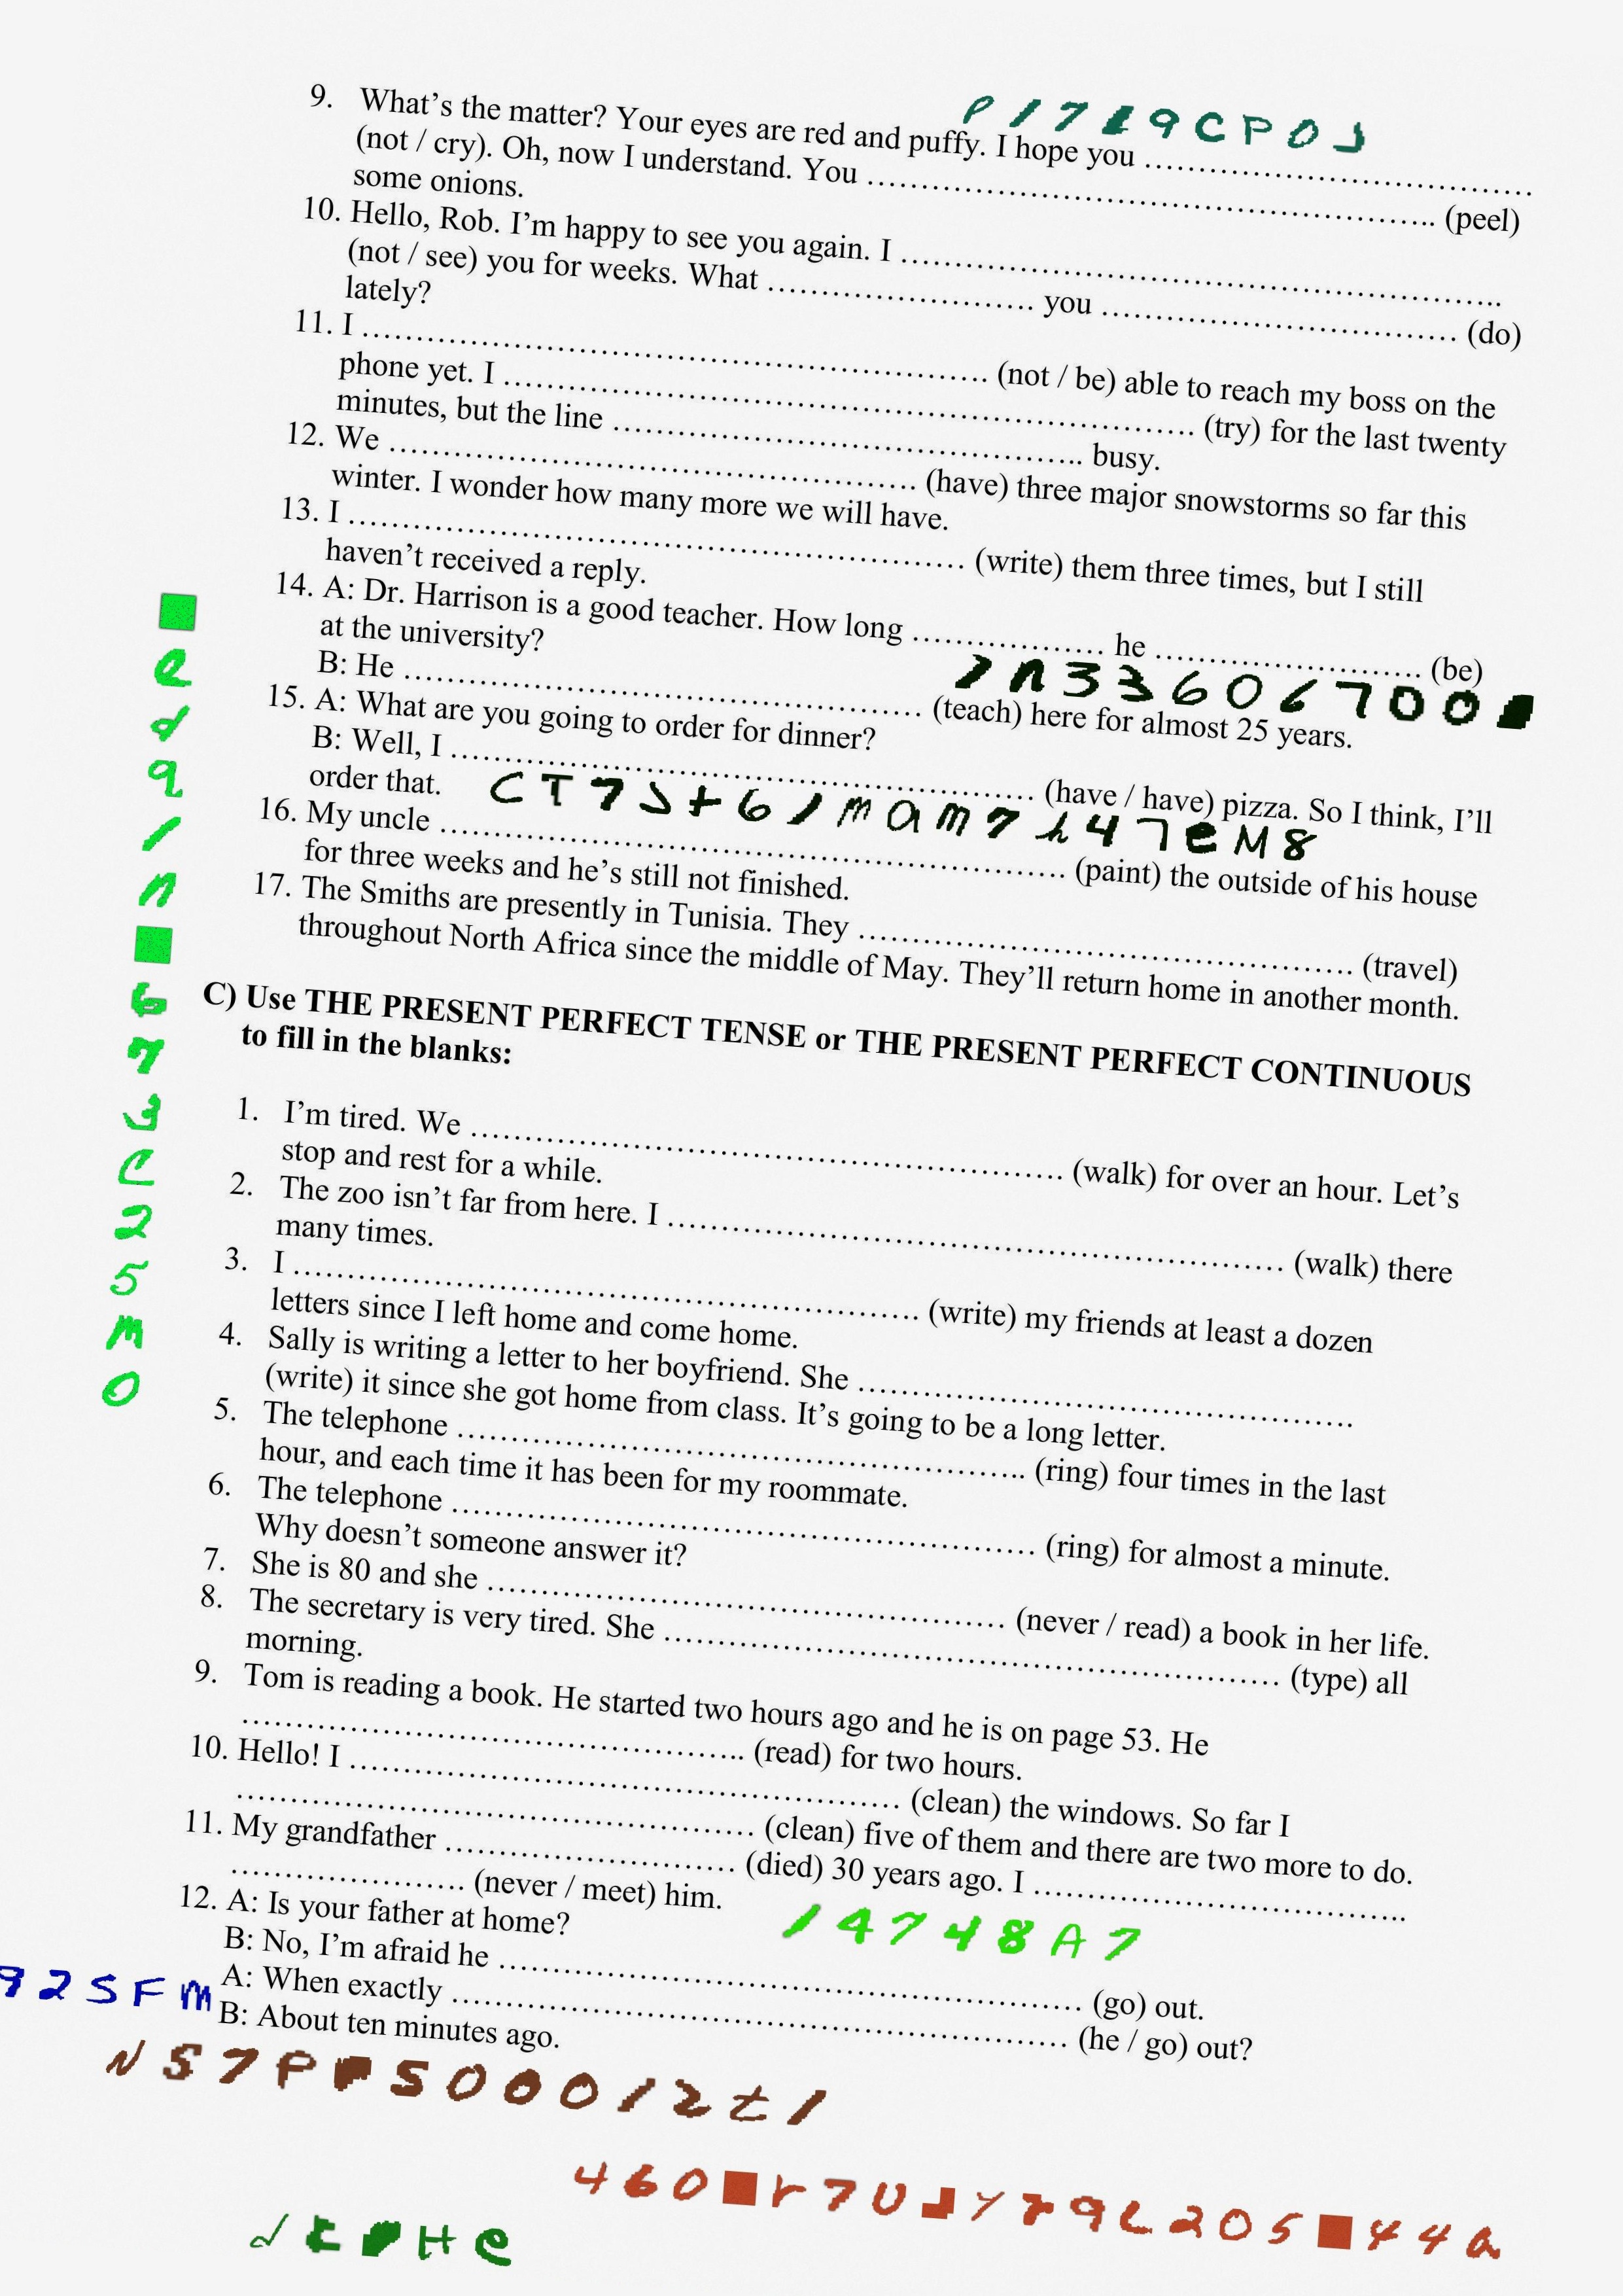 9. What's the matter? Your eyes are red and puffy. I hope you ……………………………
(not / cry). Oh, now I understand. You ………………………………………………….. (peel)
some onions.
10. Hello, Rob. I'm happy to see you again. I ……………………………………………………..
(not / see) you for weeks. What ………………………… you ……………………………… (do)
lately?
11. I ……………………………………………………… (not / be) able to reach my boss on the
phone yet. I …………………………………………………………… (try) for the last twenty
minutes, but the line ……………………………………….. busy.
12. We ……………………………………………… (have) three major snowstorms so far this
winter. I wonder how many more we will have.
13. I ……………………………………………………… (write) them three times, but I still
haven't received a reply.
14. A: Dr. Harrison is a good teacher. How long ………………… he ………………………… (be)
at the university?
B: He ……………………………………………… (teach) here for almost 25 years.
15. A: What are you going to order for dinner?
B: Well, I …………………………………………………… (have / have) pizza. So I think, I'll
order that.
16. My uncle ……………………………………………………… (paint) the outside of his house
for three weeks and he's still not finished.
17. The Smiths are presently in Tunisia. They …………………………………………… (travel)
throughout North Africa since the middle of May. They'll return home in another month.
C) Use THE PRESENT PERFECT TENSE or THE PRESENT PERFECT CONTINUOUS
to fill in the blanks:
1. I'm tired. We …………………………………………………… (walk) for over an hour. Let's
stop and rest for a while.
2. The zoo isn't far from here. I ……………………………………………………… (walk) there
many times.
3. I ……………………………………………………… (write) my friends at least a dozen
letters since I left home and come home.
4. Sally is writing a letter to her boyfriend. She ……………………………………………
(write) it since she got home from class. It's going to be a long letter.
5. The telephone ………………………………………………….. (ring) four times in the last
hour, and each time it has been for my roommate.
6. The telephone …………………………………………………… (ring) for almost a minute.
Why doesn't someone answer it?
7. She is 80 and she ……………………………………………… (never / read) a book in her life.
8. The secretary is very tired. She ……………………………………………………… (type) all
morning.
9. Tom is reading a book. He started two hours ago and he is on page 53. He
…………………………………………….. (read) for two hours.
10. Hello! I ………………………………………………… (clean) the windows. So far I
……………………………………………… (clean) five of them and there are two more to do.
11. My grandfather ………………………… (died) 30 years ago. I ………………………………..
…………………… (never / meet) him.
12. A: Is your father at home?
B: No, I'm afraid he …………………………………………………… (go) out.
A: When exactly ……………………………………………………… (he / go) out?
B: About ten minutes ago.
14748A7
92SFm